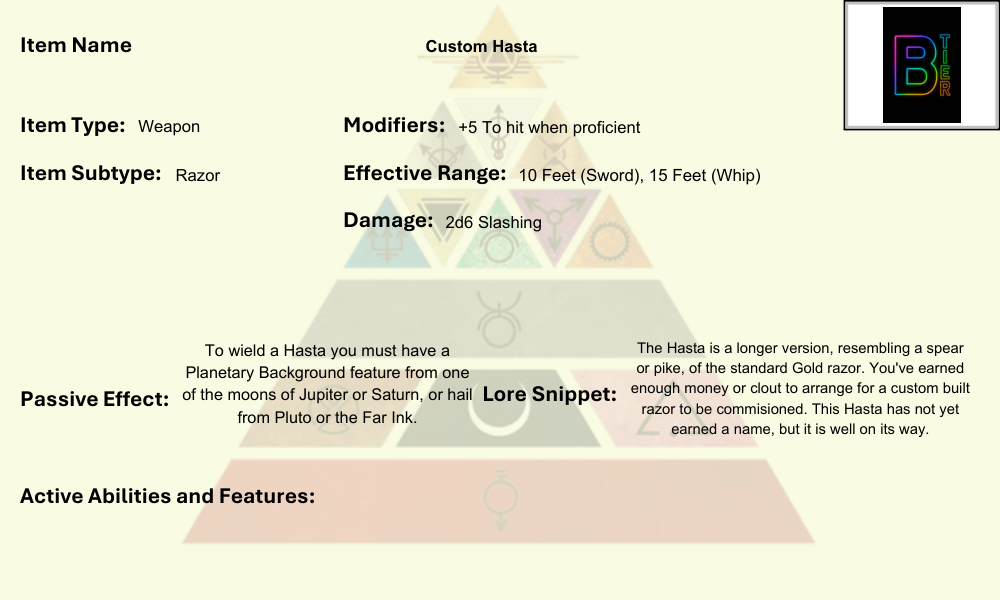 Item Name
Custom Hasta
B TIER
Item Type: Weapon
Modifiers: +5 To hit when proficient
Item Subtype: Razor
Effective Range: 10 Feet (Sword), 15 Feet (Whip)
Damage: 2d6 Slashing
Passive Effect:
To wield a Hasta you must have a
Planetary Background feature from one
of the moons of Jupiter or Saturn, or hail
from Pluto or the Far Ink.
Lore Snippet:
The Hasta is a longer version, resembling a spear
or pike, of the standard Gold razor. You've earned
enough money or clout to arrange for a custom built
razor to be commisioned. This Hasta has not yet
earned a name, but it is well on its way.
Active Abilities and Features: